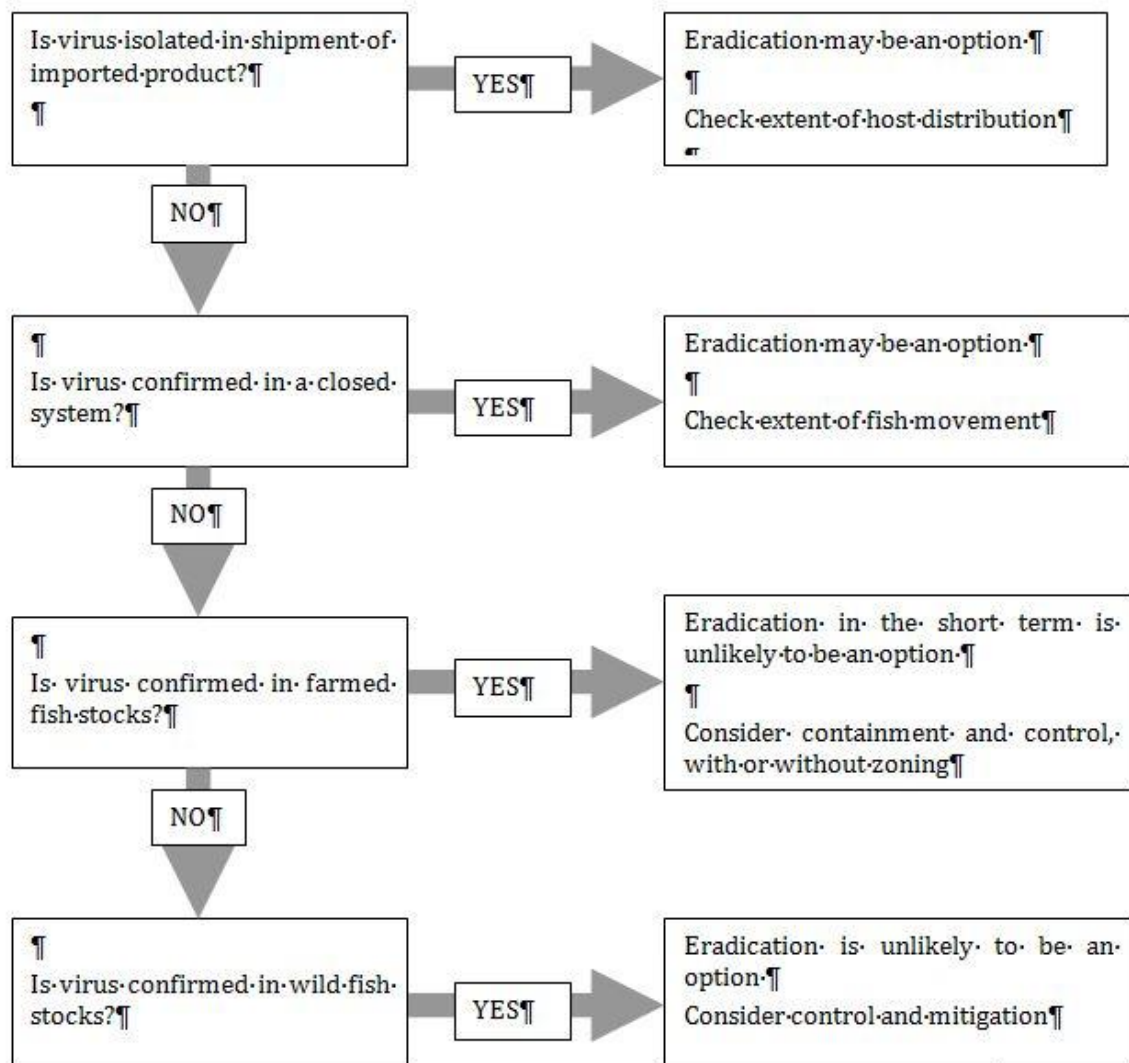 Is·virus·isolated·in·shipment·of·
imported·product?¶
¶
YES¶
Eradication·may·be·an·option·¶
¶
Check·extent·of·host·distribution¶
¶
NO¶
¶
Is·virus·confirmed·in·a·closed·
system?¶
YES¶
Eradication·may·be·an·option·¶
¶
Check·extent·of·fish·movement¶
NO¶
¶
Is·virus·confirmed·in·farmed·
fish·stocks?¶
YES¶
Eradication·in·the·short·term·is·
unlikely·to·be·an·option·¶
¶
Consider·containment·and·control,·
with·or·without·zoning¶
NO¶
¶
Is·virus·confirmed·in·wild·fish·
stocks?¶
YES¶
Eradication·is·unlikely·to·be·an·
option·¶
Consider·control·and·mitigation¶